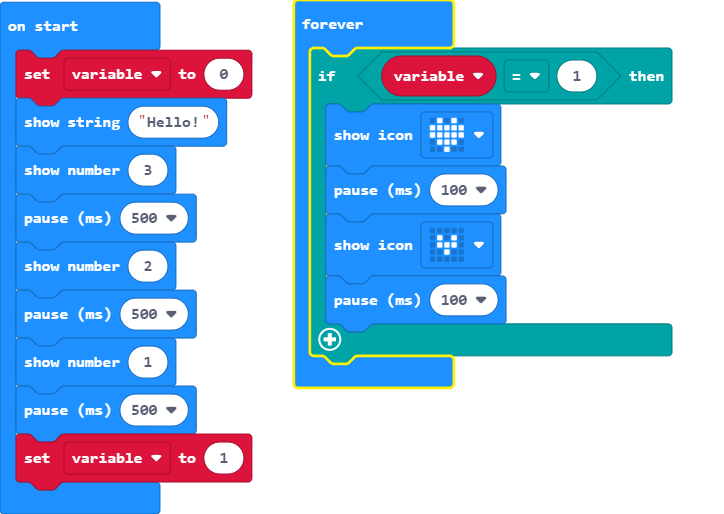 on start
set variable to 0
show string "Hello!"
show number 3
pause (ms) 500
show number 2
pause (ms) 500
show number 1
pause (ms) 500
set variable to 1
forever
if variable = 1 then
show icon
pause (ms) 100
show icon
pause (ms) 100